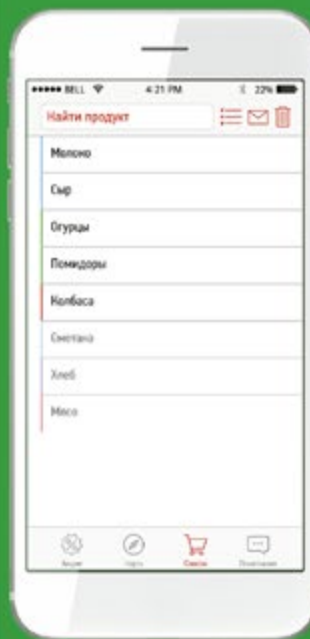 BELL 4:21 PM 22%
Найти продукт
Молоко
Сыр
Огурцы
Помидоры
Колбаса
Сметана
Хлеб
Мясо
Акции Карта Список